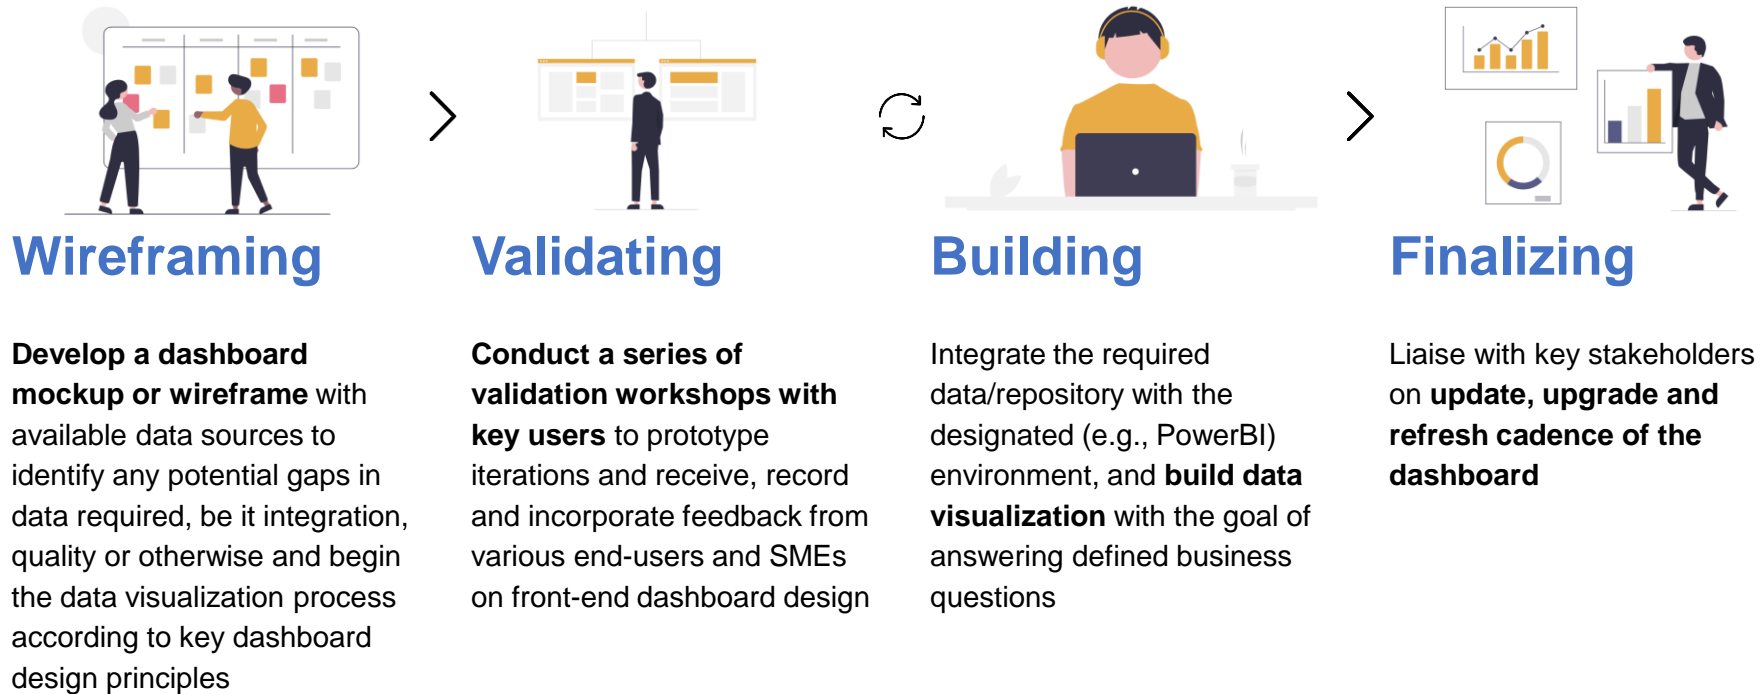 Wireframing
Develop a dashboard
mockup or wireframe with
available data sources to
identify any potential gaps in
data required, be it integration,
quality or otherwise and begin
the data visualization process
according to key dashboard
design principles
Validating
Conduct a series of
validation workshops with
key users to prototype
iterations and receive, record
and incorporate feedback from
various end-users and SMEs
on front-end dashboard design
Building
Integrate the required
data/repository with the
designated (e.g., PowerBI)
environment, and build data
visualization with the goal of
answering defined business
questions
Finalizing
Liaise with key stakeholders
on update, upgrade and
refresh cadence of the
dashboard